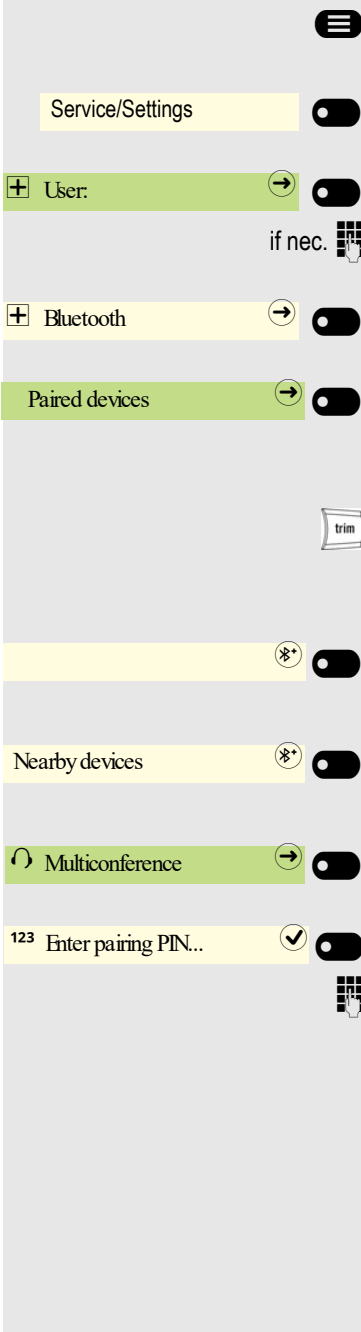 Service/Settings
User:
if nec.
Bluetooth
Paired devices
trim
Nearby devices
Multiconference
123 Enter pairing PIN...